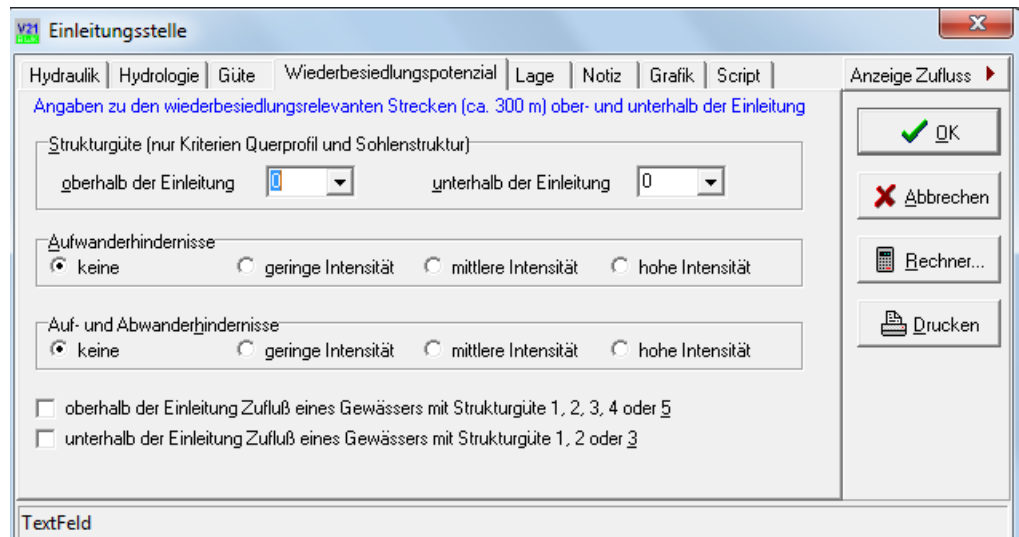 V21 Einleitungsstelle
Hydraulik Hydrologie Güte Wiederbesiedlungspotenzial Lage Notiz Grafik Script Anzeige Zufluss
Angaben zu den wiederbesiedlungsrelevanten Strecken (ca. 300 m) ober- und unterhalb der Einleitung
Strukturgüte (nur Kriterien Querprofil und Sohlenstruktur)
oberhalb der Einleitung 0 unterhalb der Einleitung 0
OK
Abbrechen
Aufwanderhindernisse
keine geringe Intensität mittlere Intensität hohe Intensität
Rechner...
Auf- und Abwanderhindernisse
keine geringe Intensität mittlere Intensität hohe Intensität
Drucken
oberhalb der Einleitung Zufluß eines Gewässers mit Strukturgüte 1, 2, 3, 4 oder 5
unterhalb der Einleitung Zufluß eines Gewässers mit Strukturgüte 1, 2 oder 3
TextFeld